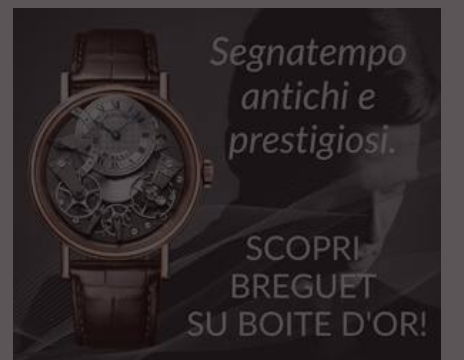 Segnatempo
antichi e
prestigiosi.
SCOPRI
BREGUET
SU BOITE D'OR!